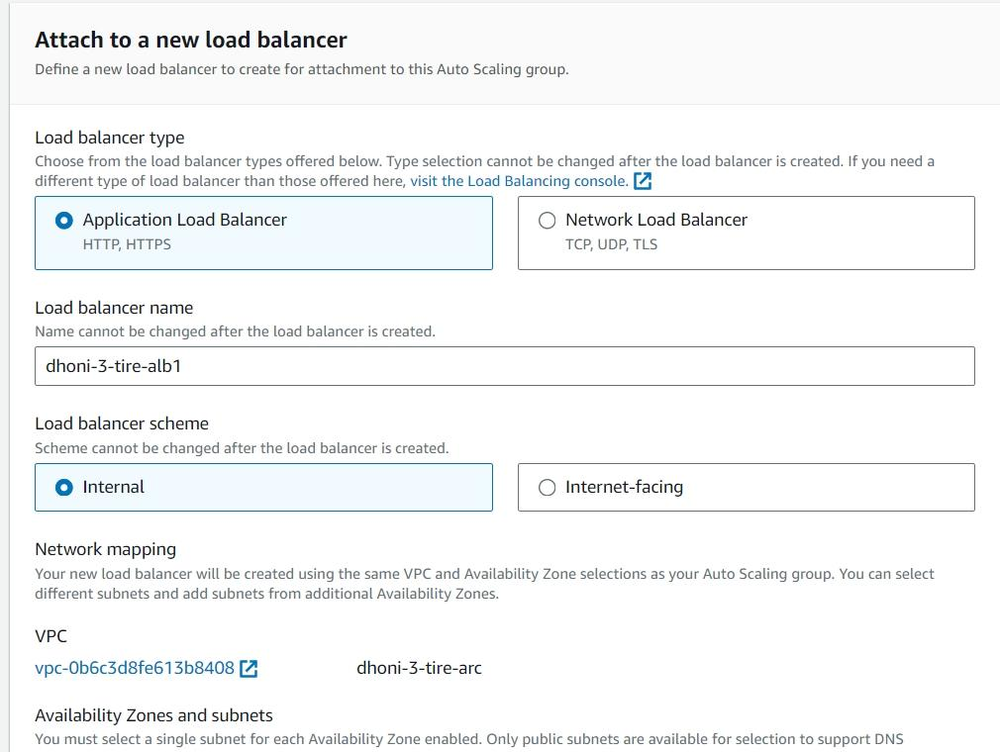 Attach to a new load balancer
Define a new load balancer to create for attachment to this Auto Scaling group.
Load balancer type
Choose from the load balancer types offered below. Type selection cannot be changed after the load balancer is created. If you need a
different type of load balancer than those offered here, visit the Load Balancing console.
Application Load Balancer
HTTP, HTTPS
Network Load Balancer
TCP, UDP, TLS
Load balancer name
Name cannot be changed after the load balancer is created.
dhoni-3-tire-alb1
Load balancer scheme
Scheme cannot be changed after the load balancer is created.
Internal
Internet-facing
Network mapping
Your new load balancer will be created using the same VPC and Availability Zone selections as your Auto Scaling group. You can select
different subnets and add subnets from additional Availability Zones.
VPC
vpc-0b6c3d8fe613b8408 dhoni-3-tire-arc
Availability Zones and subnets
You must select a single subnet for each Availability Zone enabled. Only public subnets are available for selection to support DNS